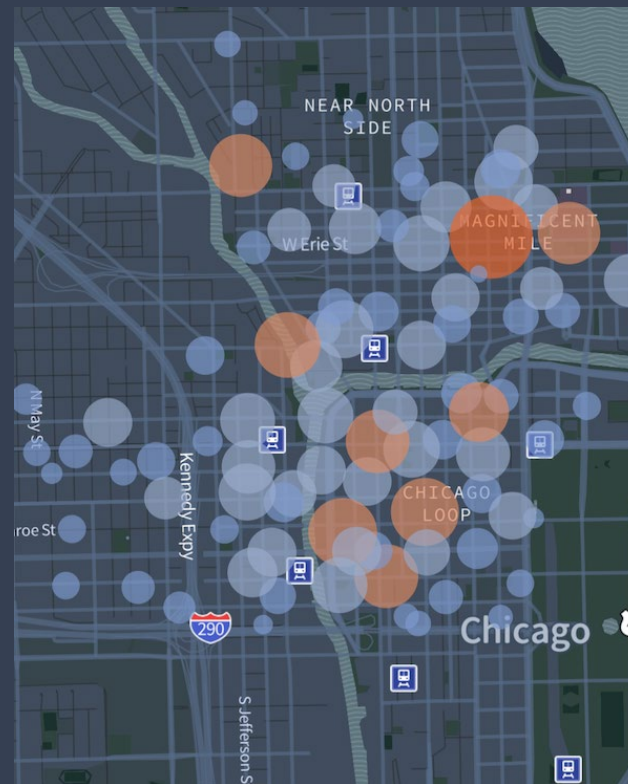 NEAR NORTH
SIDE
MAGNIFICENT
MILE
W Erie St
N May St
Kennedy Expy
CHICAGO
LOOP
roe St
290
Chicago
S Jefferson S